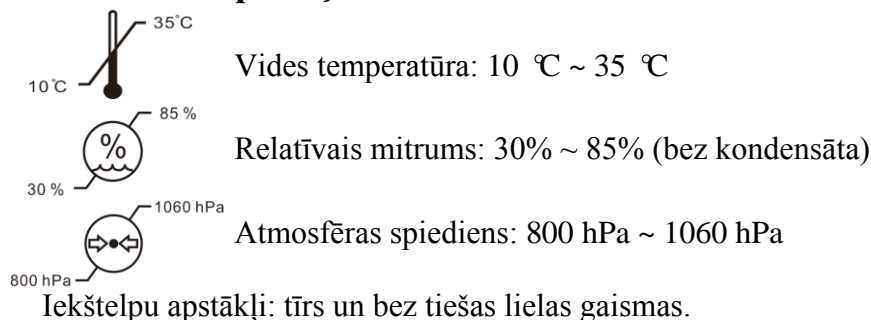 35°C
Vides temperatūra: 10 ℃ ~ 35 ℃
10°C
85 %
%
Relatīvais mitrums: 30% ~ 85% (bez kondensāta)
30 %
1060 hPa
Atmosfēras spiediens: 800 hPa ~ 1060 hPa
800 hPa
Iekštelpu apstākļi: tīrs un bez tiešas lielas gaismas.